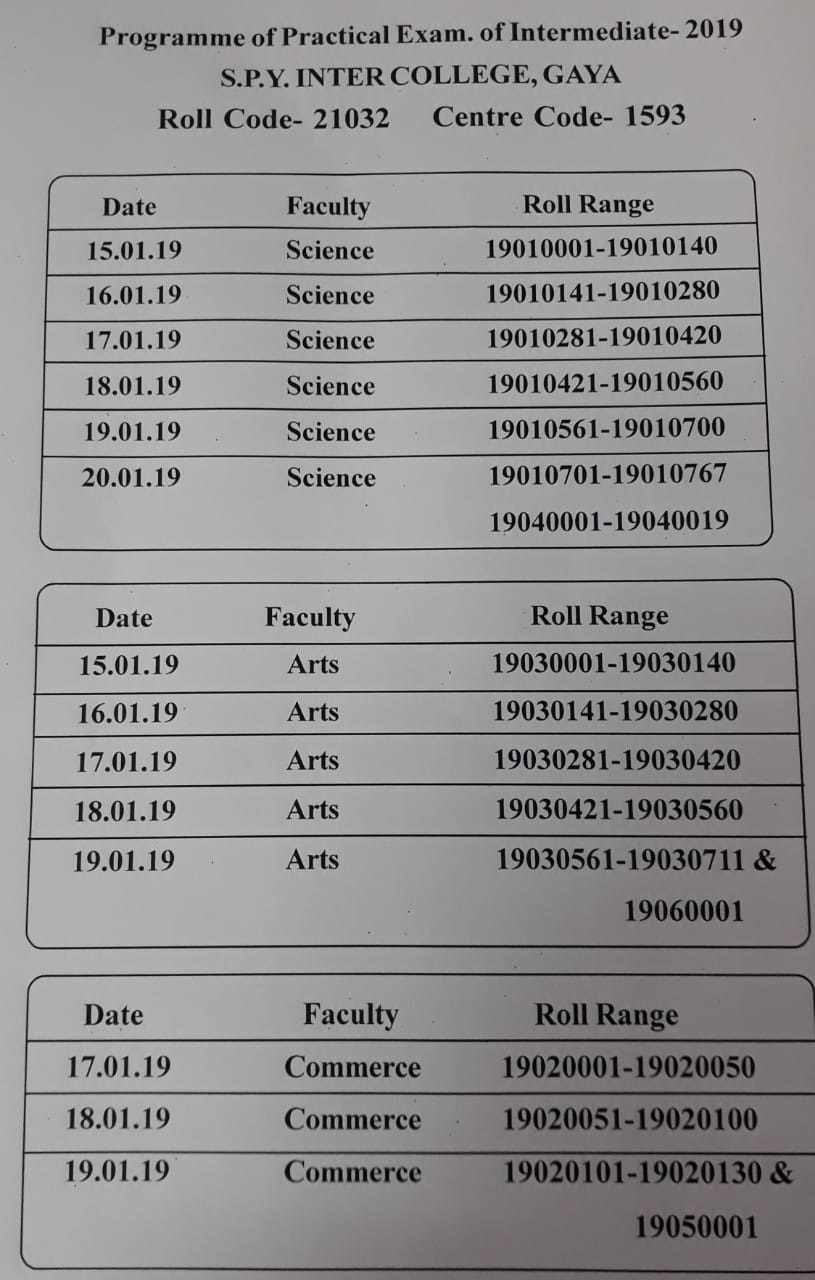 Programme of Practical Exam. of Intermediate- 2019
S.P.Y. INTER COLLEGE, GAYA
Roll Code- 21032 Centre Code- 1593
Date Faculty Roll Range
15.01.19 Science 19010001-19010140
16.01.19 Science 19010141-19010280
17.01.19 Science 19010281-19010420
18.01.19 Science 19010421-19010560
19.01.19 Science 19010561-19010700
20.01.19 Science 19010701-19010767
19040001-19040019
Date Faculty Roll Range
15.01.19 Arts 19030001-19030140
16.01.19 Arts 19030141-19030280
17.01.19 Arts 19030281-19030420
18.01.19 Arts 19030421-19030560
19.01.19 Arts 19030561-19030711 &
19060001
Date Faculty Roll Range
17.01.19 Commerce 19020001-19020050
18.01.19 Commerce 19020051-19020100
19.01.19 Commerce 19020101-19020130 &
19050001